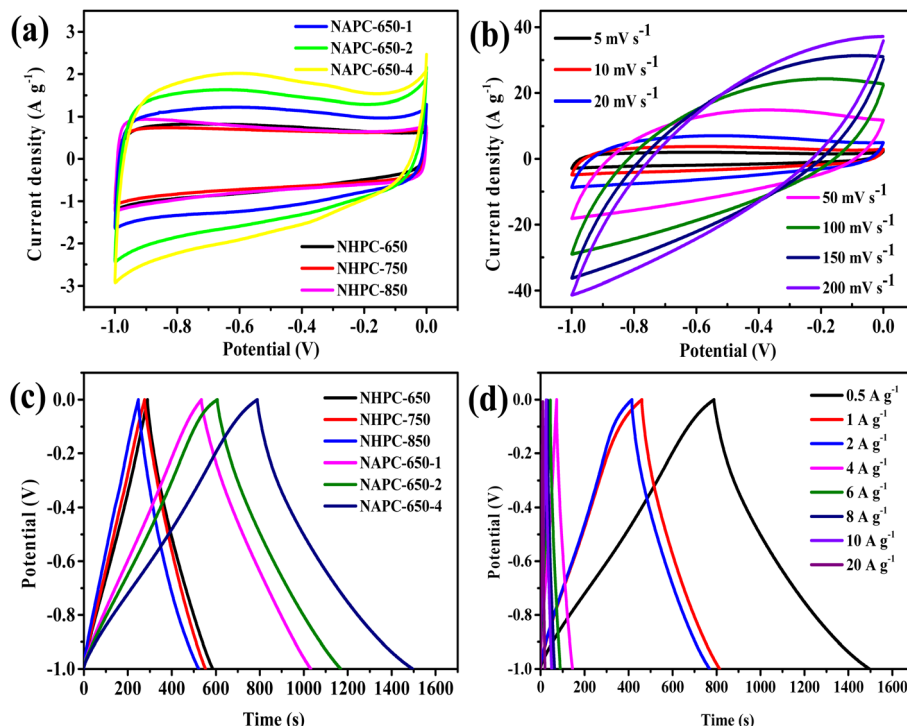 (a)
NAPC-650-1
NAPC-650-2
NAPC-650-4
NHPC-650
NHPC-750
NHPC-850
3
2
1
0
-1
-2
-3
Current density (A g⁻¹)
-1.0 -0.8 -0.6 -0.4 -0.2 0.0
Potential (V)
(b)
5 mV s⁻¹
10 mV s⁻¹
20 mV s⁻¹
50 mV s⁻¹
100 mV s⁻¹
150 mV s⁻¹
200 mV s⁻¹
40
20
0
-20
-40
Current density (A g⁻¹)
-1.0 -0.8 -0.6 -0.4 -0.2 0.0
Potential (V)
(c)
NHPC-650
NHPC-750
NHPC-850
NAPC-650-1
NAPC-650-2
NAPC-650-4
0.0
-0.2
-0.4
-0.6
-0.8
-1.0
Potential (V)
0 200 400 600 800 1000 1200 1400 1600
Time (s)
(d)
0.5 A g⁻¹
1 A g⁻¹
2 A g⁻¹
4 A g⁻¹
6 A g⁻¹
8 A g⁻¹
10 A g⁻¹
20 A g⁻¹
0.0
-0.2
-0.4
-0.6
-0.8
-1.0
Potential (V)
0 200 400 600 800 1000 1200 1400 1600
Time (s)